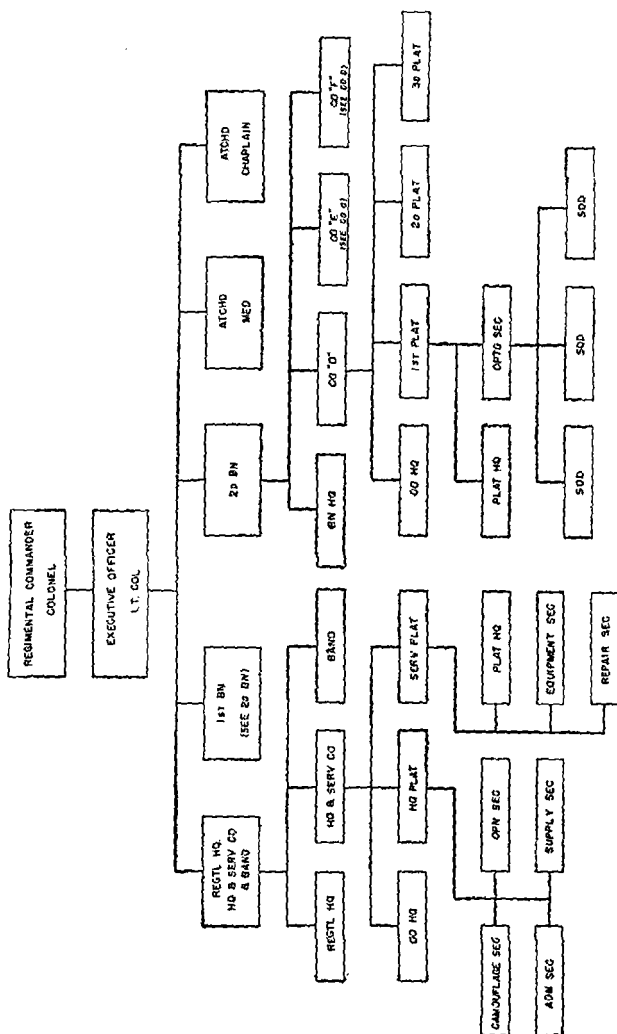 REGIMENTAL COMMANDER
COLONEL
EXECUTIVE OFFICER
LT. COL
REGTL HQ.
HQ & SERV CO
& BAND
1ST BN
(SEE 2D BN)
2D BN
ATCHD
MED
ATCHD
CHAPLAIN
REGTL HQ
HQ & SERV CO
BAND
BN HQ
CO "D"
CO "E"
(SEE CO D)
CO "F"
(SEE CO D)
CO HQ
HQ PLAT
SERV PLAT
CO HQ
1ST PLAT
2D PLAT
3D PLAT
CAMOUFLAGE SEC
OPN SEC
PLAT HQ
PLAT HQ
OPTG SEC
ADM SEC
SUPPLY SEC
EQUIPMENT SEC
SQD
SQD
SQD
REPAIR SEC